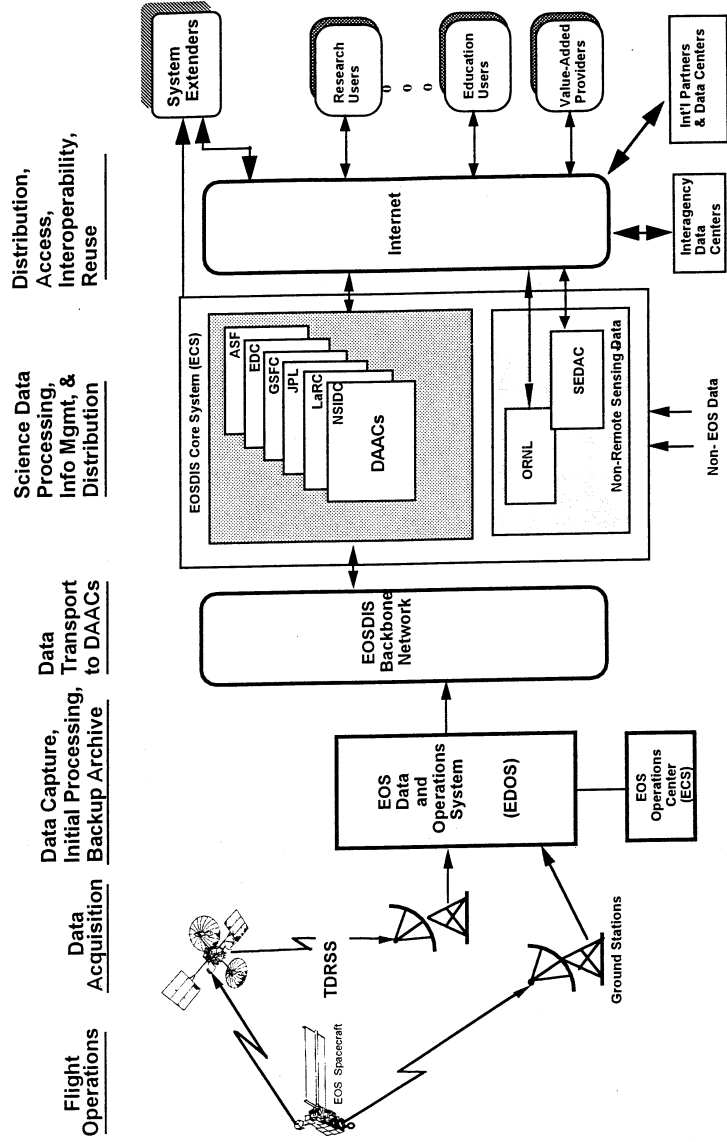 Flight
Operations
Data
Acquisition
Data Capture,
Initial Processing,
Backup Archive
Data
Transport
to DAACs
Science Data
Processing,
Info Mgmt, &
Distribution
Distribution,
Access,
Interoperability,
Reuse
EOS Spacecraft
TDRSS
Ground Stations
EOS
Data
and
Operations
System
(EDOS)
EOS
Operations
Center
(ECS)
EOSDIS
Backbone
Network
EOSDIS Core System (ECS)
ASF
EDC
GSFC
JPL
LaRC
NSIDC
DAACs
ORNL
SEDAC
Non-Remote Sensing Data
Non- EOS Data
Internet
System
Extenders
Research
Users
o o o
Education
Users
Value-Added
Providers
Int'l Partners
& Data Centers
Interagency
Data
Centers